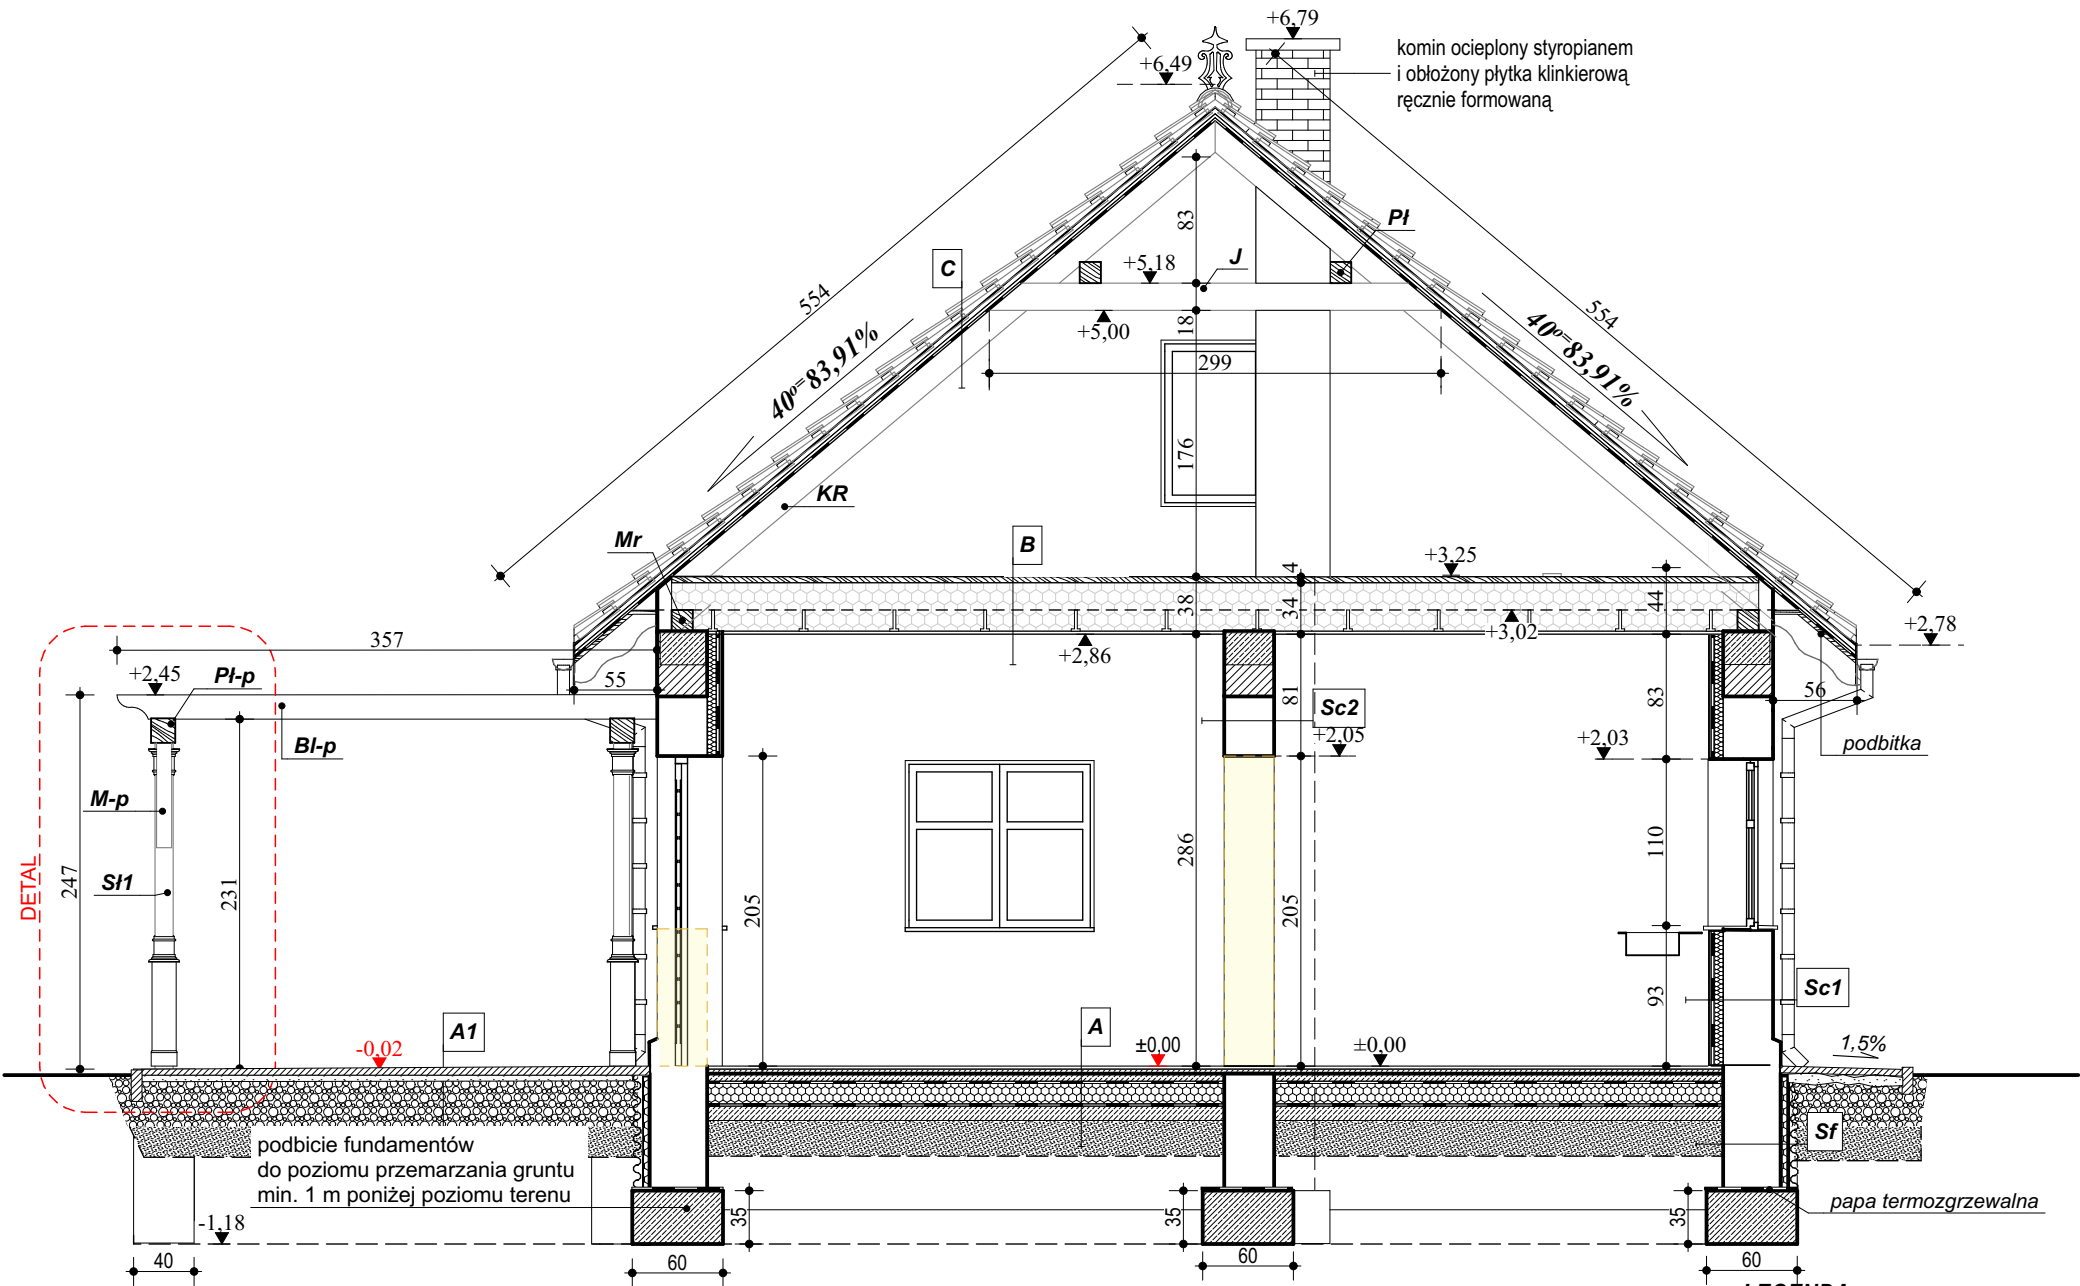 +6,79
komin ocieplony styropianem
i obłożony płytka klinkierową
ręcznie formowaną
+6,49
83
Pł
C
+5,18
J
554
554
18
+5,00
40º=83,91%
40º=83,91%
299
176
KR
Mr
B
+3,25
4
38
34
44
+3,02
+2,78
357
+2,86
+2,45
Pł-p
55
81
83
56
Sc2
+2,05
+2,03
Bl-p
podbitka
M-p
DETAL
247
Sł1
231
205
286
205
110
93
Sc1
A1
A
-0,02
±0,00
±0,00
1,5%
Sf
podbicie fundamentów
do poziomu przemarzania gruntu
min. 1 m poniżej poziomu terenu
papa termozgrzewalna
-1,18
35
35
35
40
60
60
60
LEGENDA